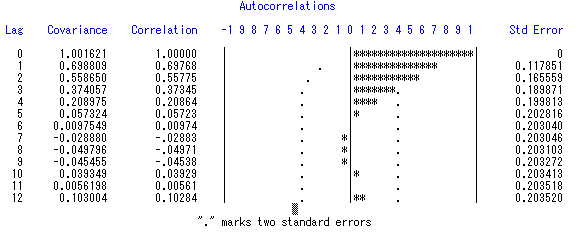 Autocorrelations
Lag Covariance Correlation -1 9 8 7 6 5 4 3 2 1 0 1 2 3 4 5 6 7 8 9 1 Std Error
0 1.001621 1.00000 | |********************| 0
1 0.698809 0.69768 | . |************** | 0.117851
2 0.558650 0.55775 | . |*********** | 0.165559
3 0.374057 0.37345 | . |*******. | 0.189871
4 0.208975 0.20864 | . |**** . | 0.199813
5 0.057324 0.05723 | . |* . | 0.202816
6 0.0097549 0.00974 | . | . | 0.203040
7 -0.028880 -.02883 | . *| . | 0.203046
8 -0.049796 -.04971 | . *| . | 0.203103
9 -0.045455 -.04538 | . *| . | 0.203272
10 0.039349 0.03929 | . |* . | 0.203413
11 0.0056198 0.00561 | . | . | 0.203518
12 0.103004 0.10284 | . |** . | 0.203520
"." marks two standard errors